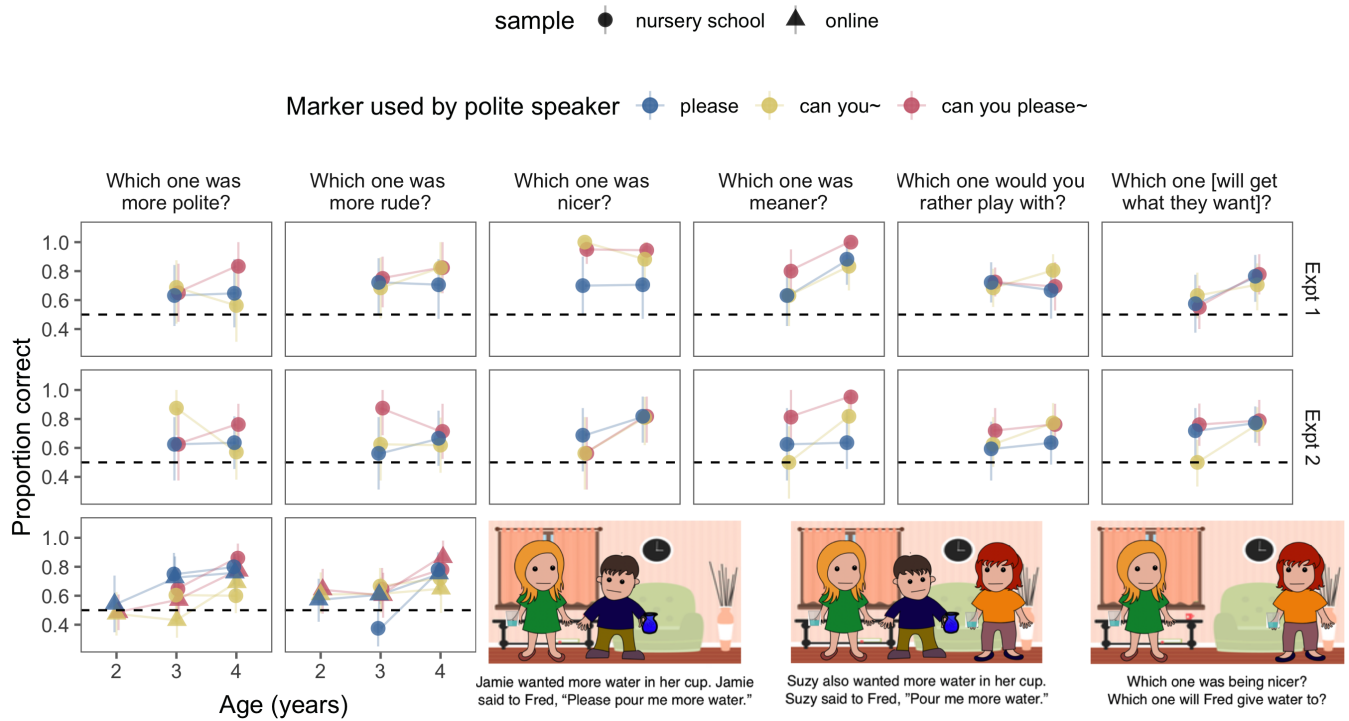 sample nursery school online
Marker used by polite speaker please can you~ can you please~
Which one was
more polite?
Which one was
more rude?
Which one was
nicer?
Which one was
meaner?
Which one would you
rather play with?
Which one [will get
what they want]?
Proportion correct
1.0
0.8
0.6
0.4
Expt 1
1.0
0.8
0.6
0.4
Expt 2
1.0
0.8
0.6
0.4
2 3 4
2 3 4
Age (years)
Jamie wanted more water in her cup. Jamie
said to Fred, “Please pour me more water.”
Suzy also wanted more water in her cup.
Suzy said to Fred, ”Pour me more water.”
Which one was being nicer?
Which one will Fred give water to?